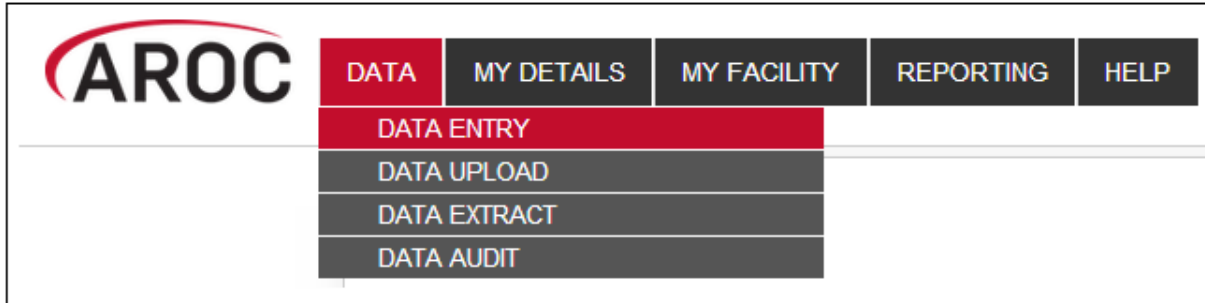 AROC DATA MY DETAILS MY FACILITY REPORTING HELP
DATA ENTRY
DATA UPLOAD
DATA EXTRACT
DATA AUDIT